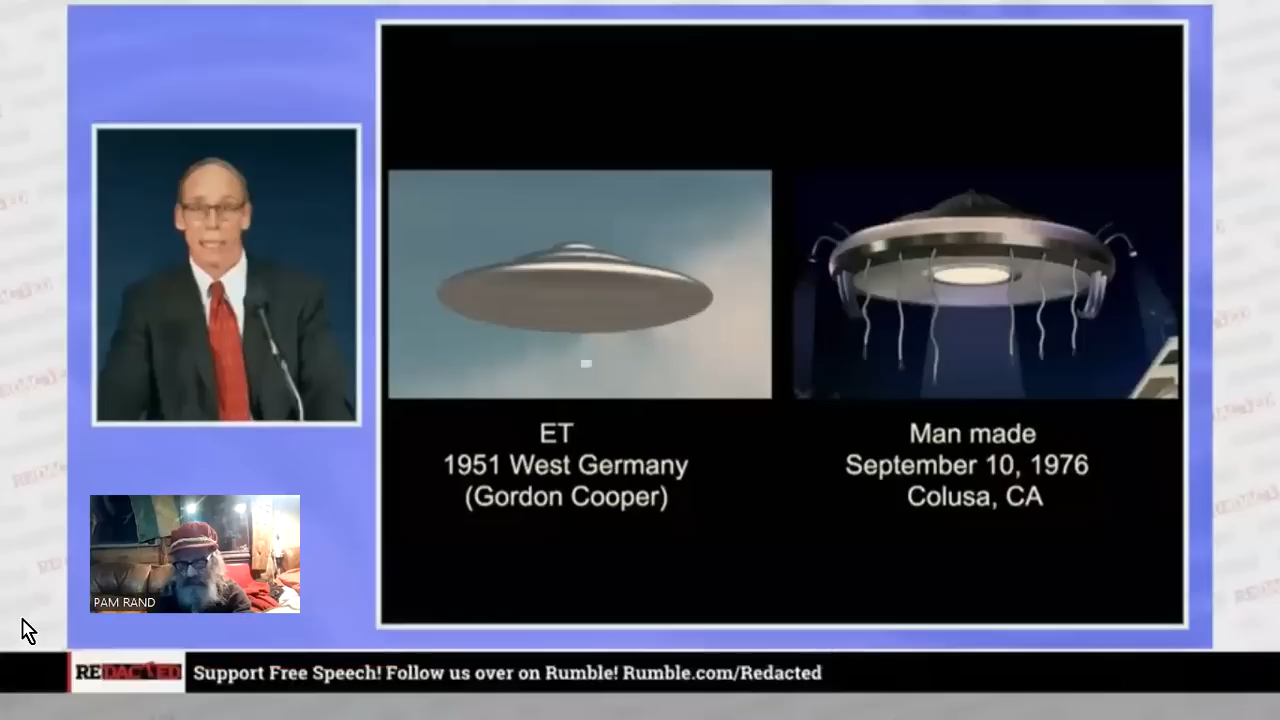 ET
1951 West Germany
(Gordon Cooper)
Man made
September 10, 1976
Colusa, CA
PAM RAND
REDACTED
Support Free Speech! Follow us over on Rumble! Rumble.com/Redacted